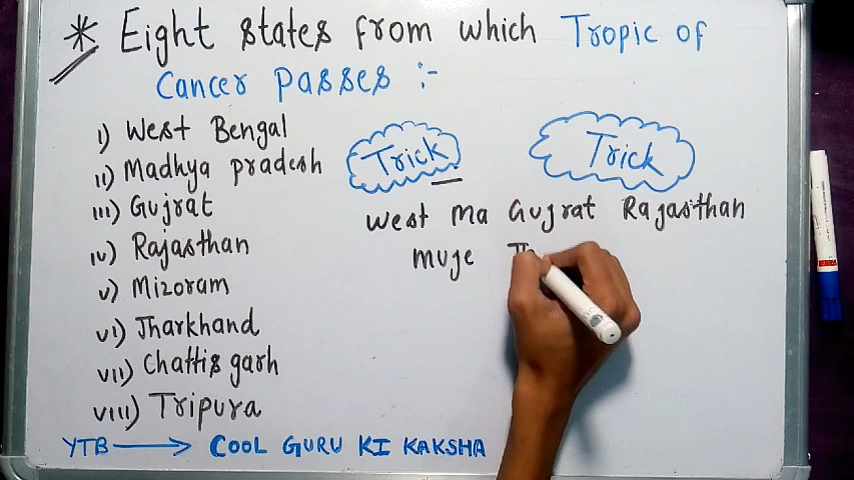 * Eight states from which Tropic of
Cancer passes :-
i) West Bengal
ii) Madhya pradesh
iii) Gujrat
iv) Rajasthan
v) Mizoram
vi) Jharkhand
vii) Chattisgarh
viii) Tripura
Trick
Trick
West Ma Gujrat Rajasthan
muje
YTB → COOL GURU KI KAKSHA